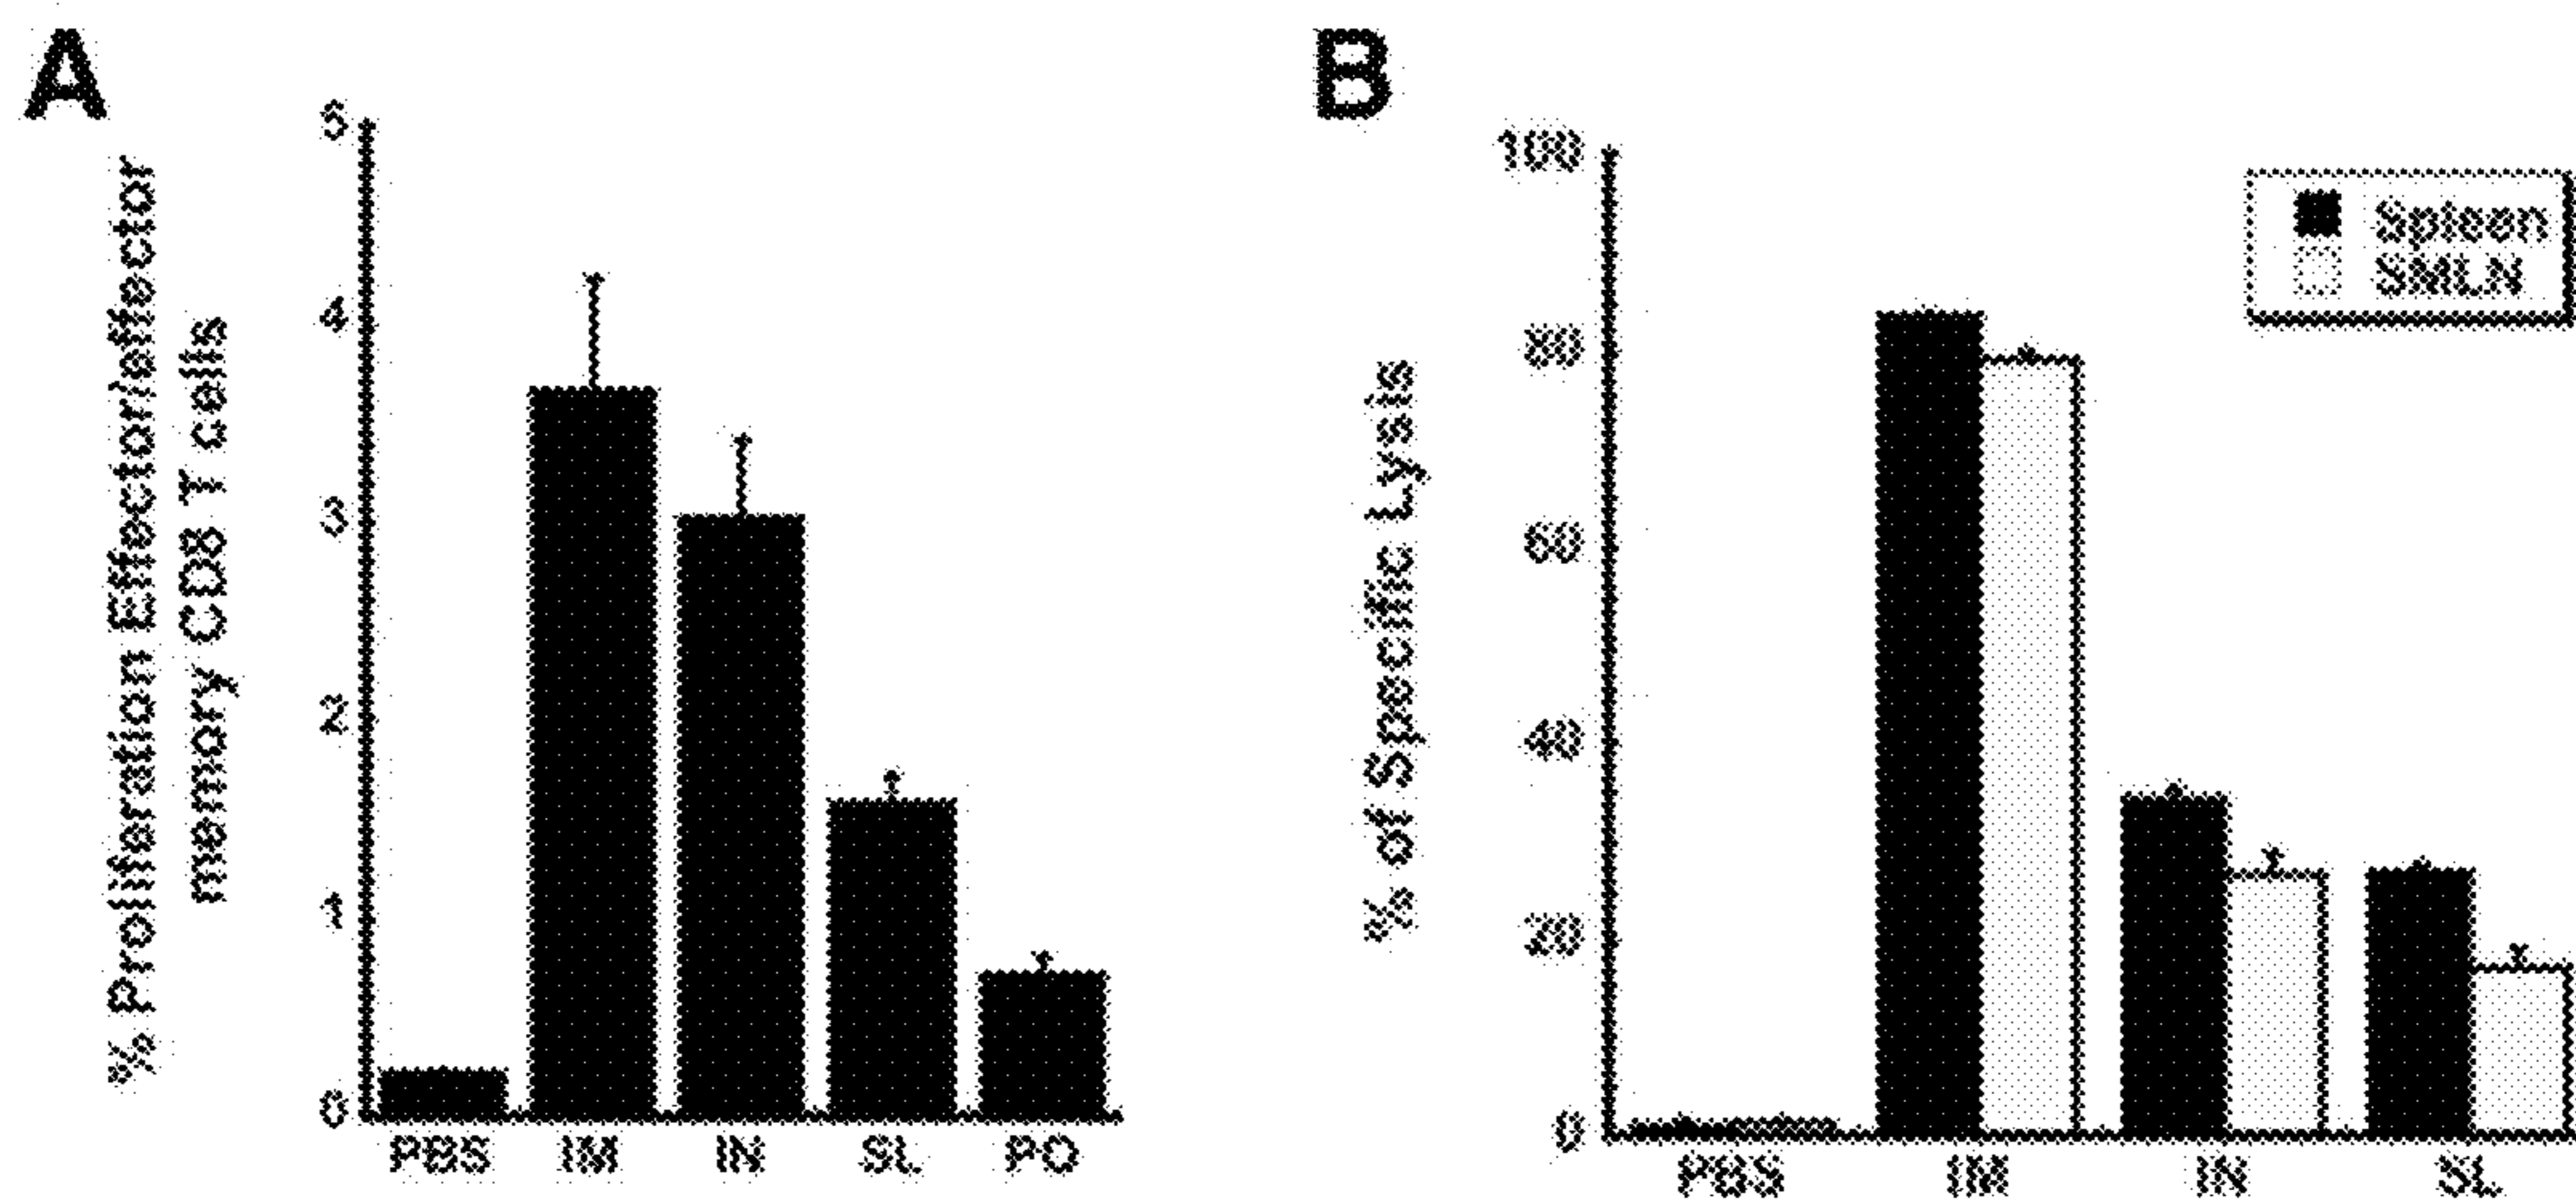 A
% Proliferation Effector/effector
memory CD8 T cells
5
4
3
2
1
0
PBS IM IN SL PO
B
% of Specific Lysis
100
80
60
40
20
0
PBS IM IN SL
Spleen
SMLN